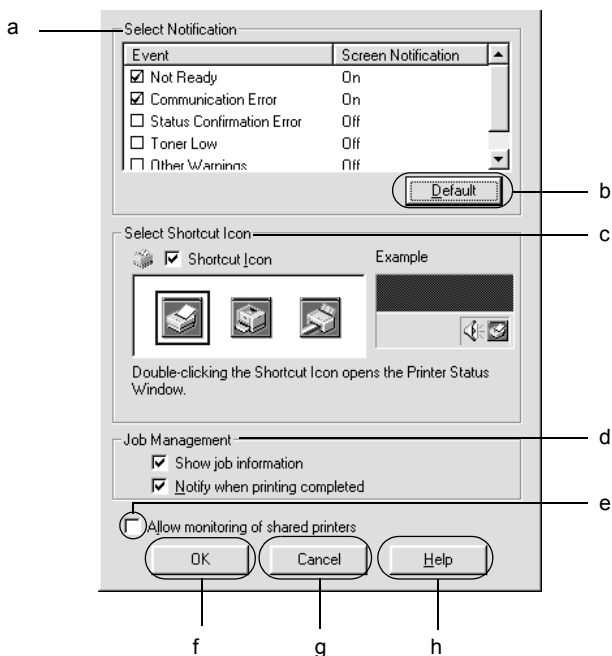 a
Select Notification
Event Screen Notification
Not Ready On
Communication Error On
Status Confirmation Error Off
Toner Low Off
Other Warnings Off
Default
b
Select Shortcut Icon
c
Shortcut Icon
Example
Double-clicking the Shortcut Icon opens the Printer Status
Window.
Job Management
d
Show job information
Notify when printing completed
e
Allow monitoring of shared printers
OK Cancel Help
f g h